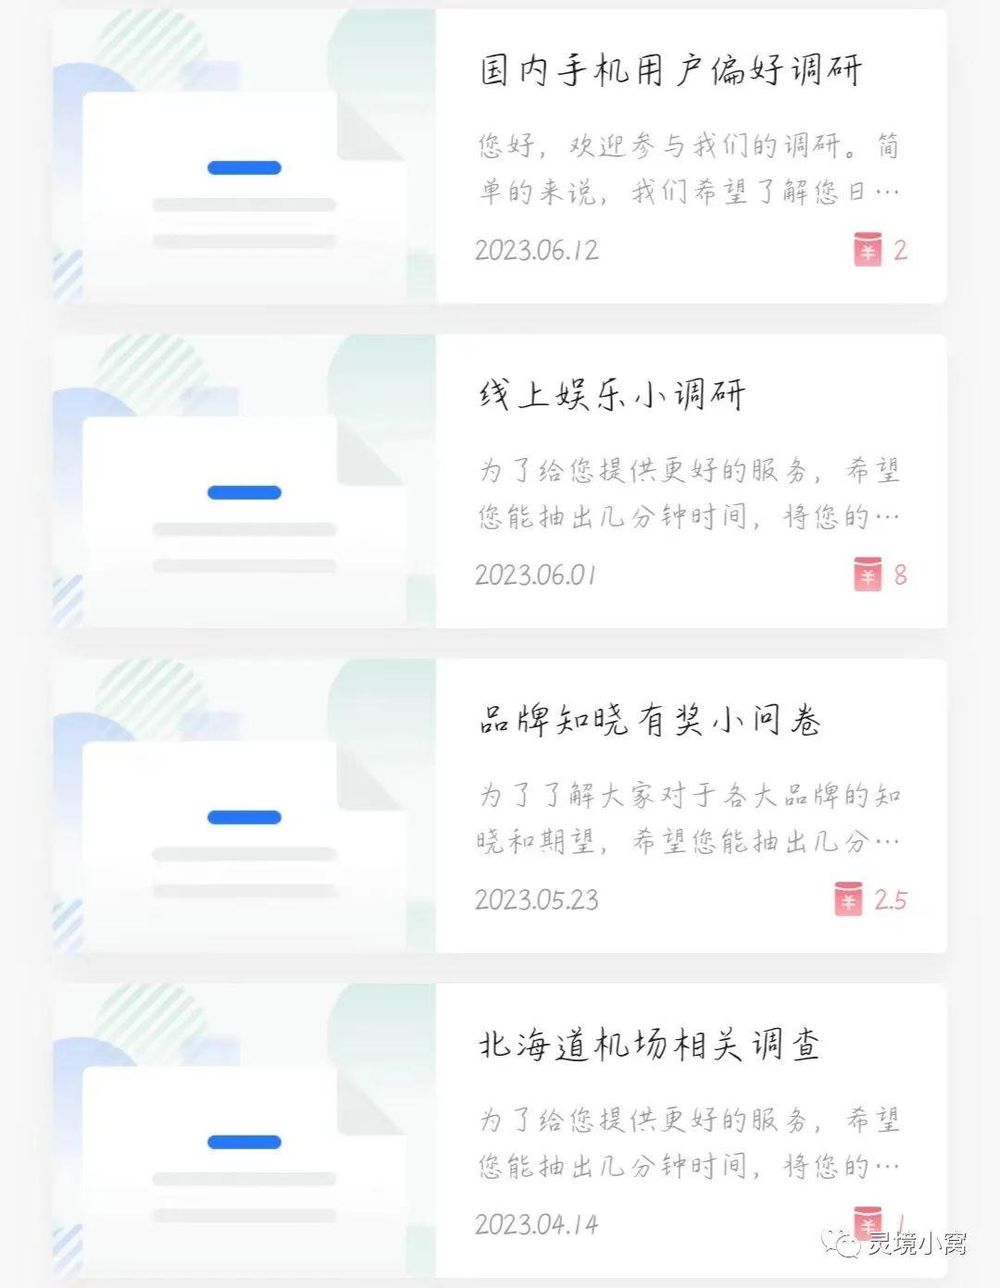 国内手机用户偏好调研
您好，欢迎参与我们的调研。简
单的来说，我们希望了解您日…
2023.06.12
¥ 2
线上娱乐小调研
为了给您提供更好的服务，希望
您能抽出几分钟时间，将您的…
2023.06.01
¥ 8
品牌知晓有奖小问卷
为了了解大家对于各大品牌的知
晓和期望，希望您能抽出几分…
2023.05.23
¥ 2.5
北海道机场相关调查
为了给您提供更好的服务，希望
您能抽出几分钟时间，将您的…
2023.04.14
¥ 1
灵境小窝